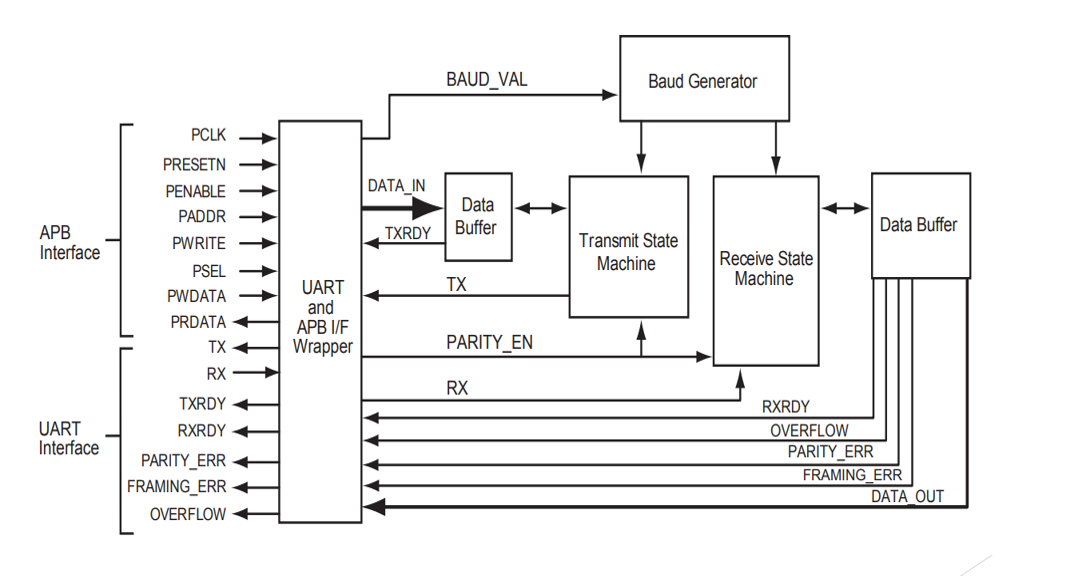 Baud Generator
BAUD_VAL
APB
Interface
PCLK
PRESETN
PENABLE
PADDR
PWRITE
PSEL
PWDATA
PRDATA
UART
Interface
TX
RX
TXRDY
RXRDY
PARITY_ERR
FRAMING_ERR
OVERFLOW
UART
and
APB I/F
Wrapper
DATA_IN
TXRDY
Data
Buffer
TX
Transmit State
Machine
Receive State
Machine
Data Buffer
PARITY_EN
RX
RXRDY
OVERFLOW
PARITY_ERR
FRAMING_ERR
DATA_OUT